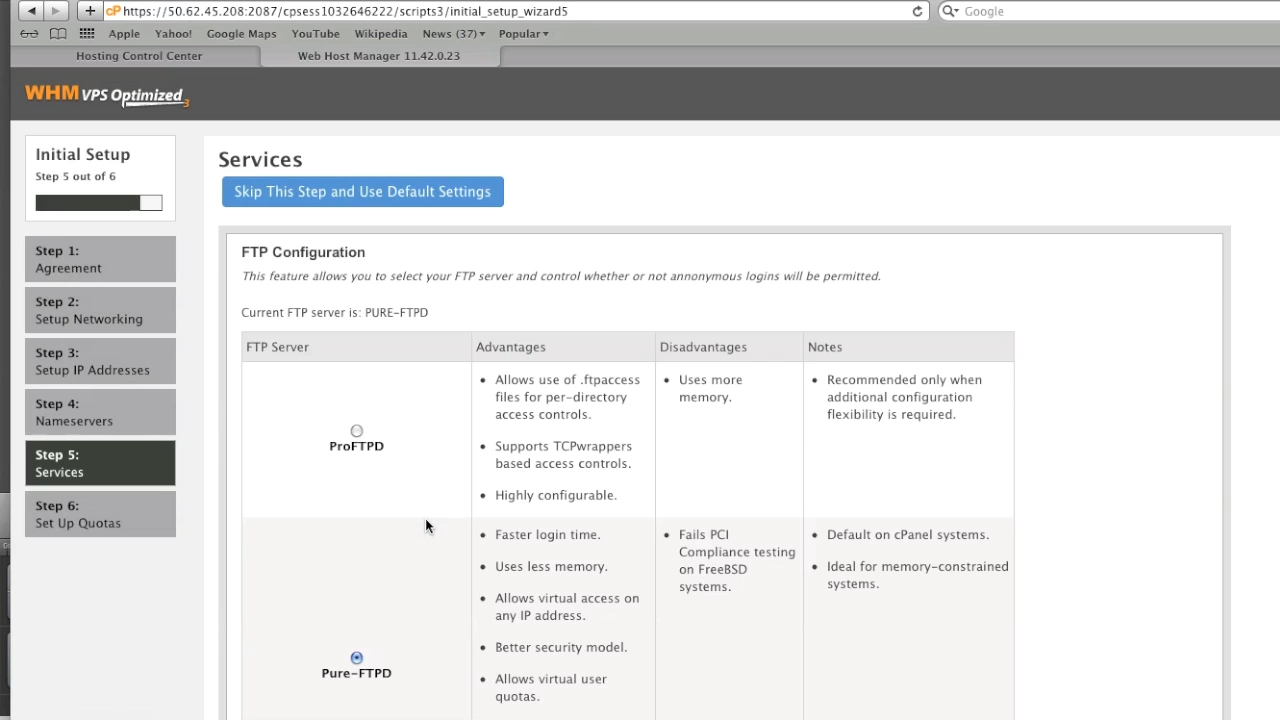 cP https://50.62.45.208:2087/cpsess1032646222/scripts3/initial_setup_wizard5
Google
Apple Yahoo! Google Maps YouTube Wikipedia News (37) Popular
Hosting Control Center Web Host Manager 11.42.0.23
WHM VPS Optimized 3
Initial Setup
Step 5 out of 6
Step 1:
Agreement
Step 2:
Setup Networking
Step 3:
Setup IP Addresses
Step 4:
Nameservers
Step 5:
Services
Step 6:
Set Up Quotas
Services
Skip This Step and Use Default Settings
FTP Configuration
This feature allows you to select your FTP server and control whether or not annonymous logins will be permitted.
Current FTP server is: PURE-FTPD
FTP Server Advantages Disadvantages Notes
ProFTPD
• Allows use of .ftpaccess
files for per-directory
access controls.
• Supports TCPwrappers
based access controls.
• Highly configurable.
• Uses more
memory.
• Recommended only when
additional configuration
flexibility is required.
Pure-FTPD
• Faster login time.
• Uses less memory.
• Allows virtual access on
any IP address.
• Better security model.
• Allows virtual user
quotas.
• Fails PCI
Compliance testing
on FreeBSD
systems.
• Default on cPanel systems.
• Ideal for memory-constrained
systems.